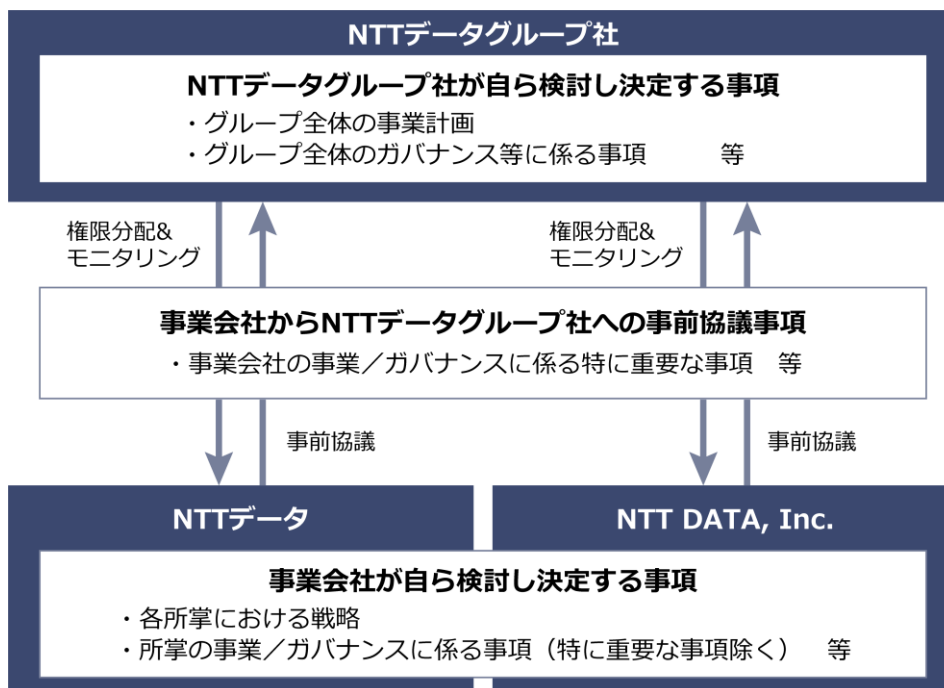 NTTデータグループ社
NTTデータグループ社が自ら検討し決定する事項
・グループ全体の事業計画
・グループ全体のガバナンス等に係る事項　　　等
権限分配&
モニタリング
権限分配&
モニタリング
事業会社からNTTデータグループ社への事前協議事項
・事業会社の事業／ガバナンスに係る特に重要な事項　等
事前協議
事前協議
NTTデータ
NTT DATA, Inc.
事業会社が自ら検討し決定する事項
・各所掌における戦略
・所掌の事業／ガバナンスに係る事項（特に重要な事項除く）　等